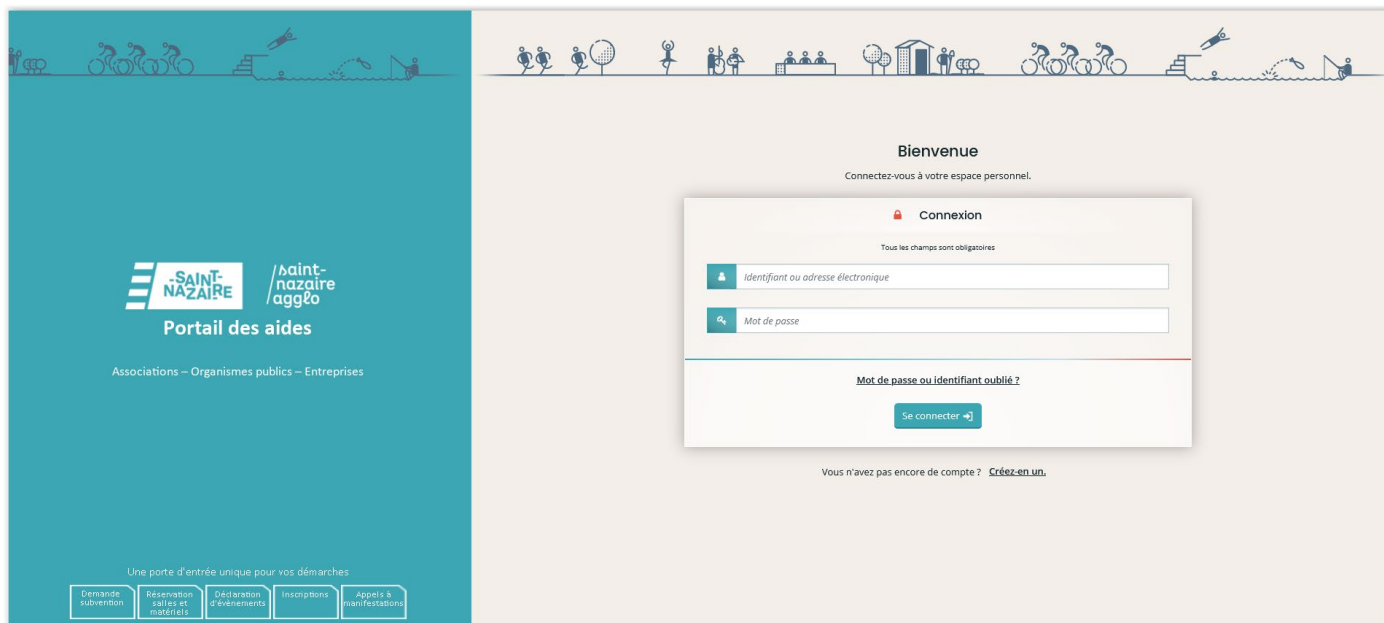 -SAINT-
NAZAIRE
/saint-
nazaire
/agglo
Portail des aides
Associations – Organismes publics – Entreprises
Une porte d'entrée unique pour vos démarches
Demande
subvention
Réservation
salles et
matériels
Déclaration
d'évènements
Inscriptions
Appels à
manifestations
Bienvenue
Connectez-vous à votre espace personnel.
Connexion
Tous les champs sont obligatoires
Identifiant ou adresse électronique
Mot de passe
Mot de passe ou identifiant oublié ?
Se connecter
Vous n'avez pas encore de compte ? Créez-en un.